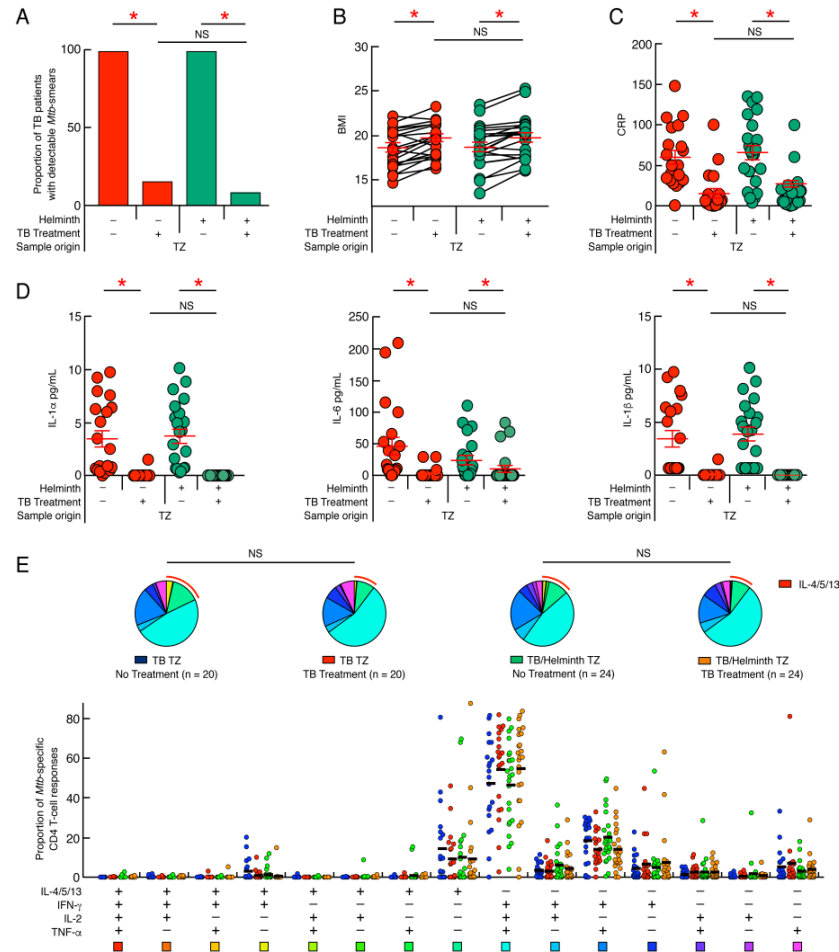 A
B
C
* *
NS
* *
NS
* *
NS
Proportion of TB patients
with detectable Mtb-smears
100
50
0
BMI
30
25
20
15
CRP
200
150
100
50
0
Helminth – – + +
TB Treatment – + – +
Sample origin TZ
Helminth – – + +
TB Treatment – + – +
Sample origin TZ
Helminth – – + +
TB Treatment – + – +
Sample origin TZ
D
* *
NS
* *
NS
* *
NS
IL-1α pg/mL
15
10
5
0
IL-6 pg/mL
300
250
200
150
100
50
0
IL-1β pg/mL
15
10
5
0
Helminth – – + +
TB Treatment – + – +
Sample origin TZ
Helminth – – + +
TB Treatment – + – +
Sample origin TZ
Helminth – – + +
TB Treatment – + – +
Sample origin TZ
E
NS NS
IL-4/5/13
TB TZ
No Treatment (n = 20)
TB TZ
TB Treatment (n = 20)
TB/Helminth TZ
No Treatment (n = 24)
TB/Helminth TZ
TB Treatment (n = 24)
Proportion of Mtb-specific
CD4 T-cell responses
80
60
40
20
0
IL-4/5/13 + + + + + + + + – – – – – – –
IFN-γ + + + + – – – – + + + + – – –
IL-2 + + – – + + – – + + – – + + –
TNF-α + – + – + – + – + – + – + – +